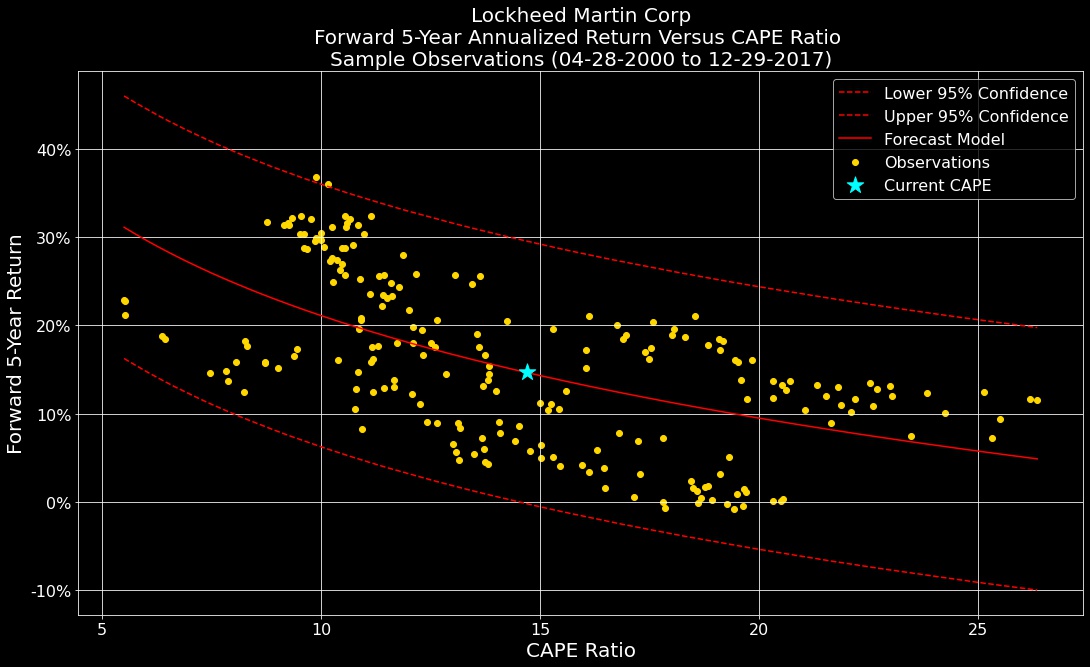 Lockheed Martin Corp
Forward 5-Year Annualized Return Versus CAPE Ratio
Sample Observations (04-28-2000 to 12-29-2017)
Lower 95% Confidence
Upper 95% Confidence
Forecast Model
Observations
Current CAPE
Forward 5-Year Return
40%
30%
20%
10%
0%
-10%
5
10
15
20
25
CAPE Ratio